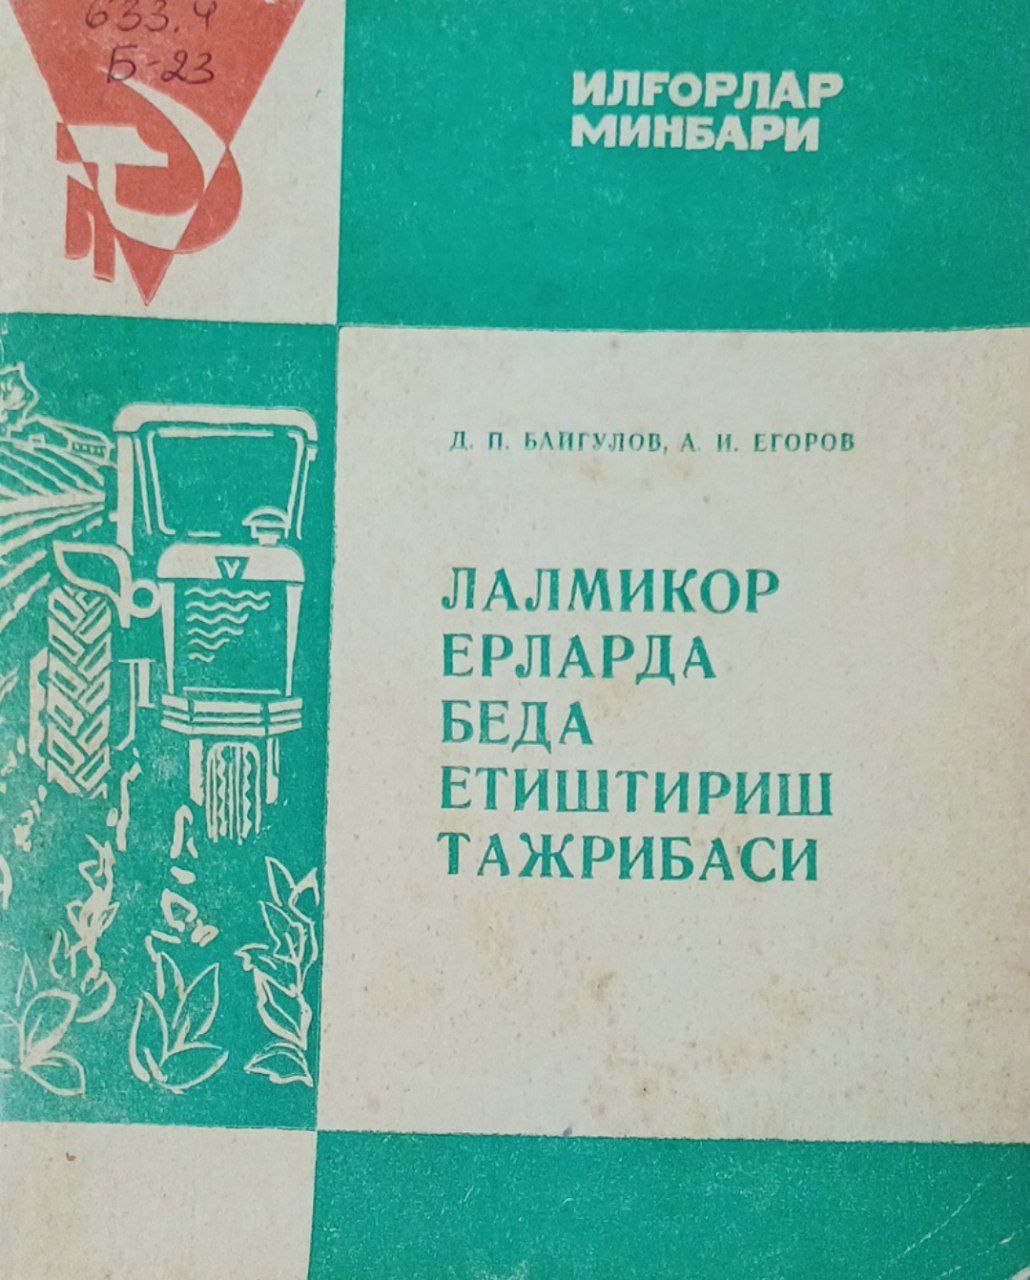 633.4
Б-23
ИЛҒОРЛАР
МИНБАРИ
Д. П. БАЙГУЛОВ, А. И. ЕГОРОВ
ЛАЛМИКОР
ЕРЛАРДА
БЕДА
ЕТИШТИРИШ
ТАЖРИБАСИ